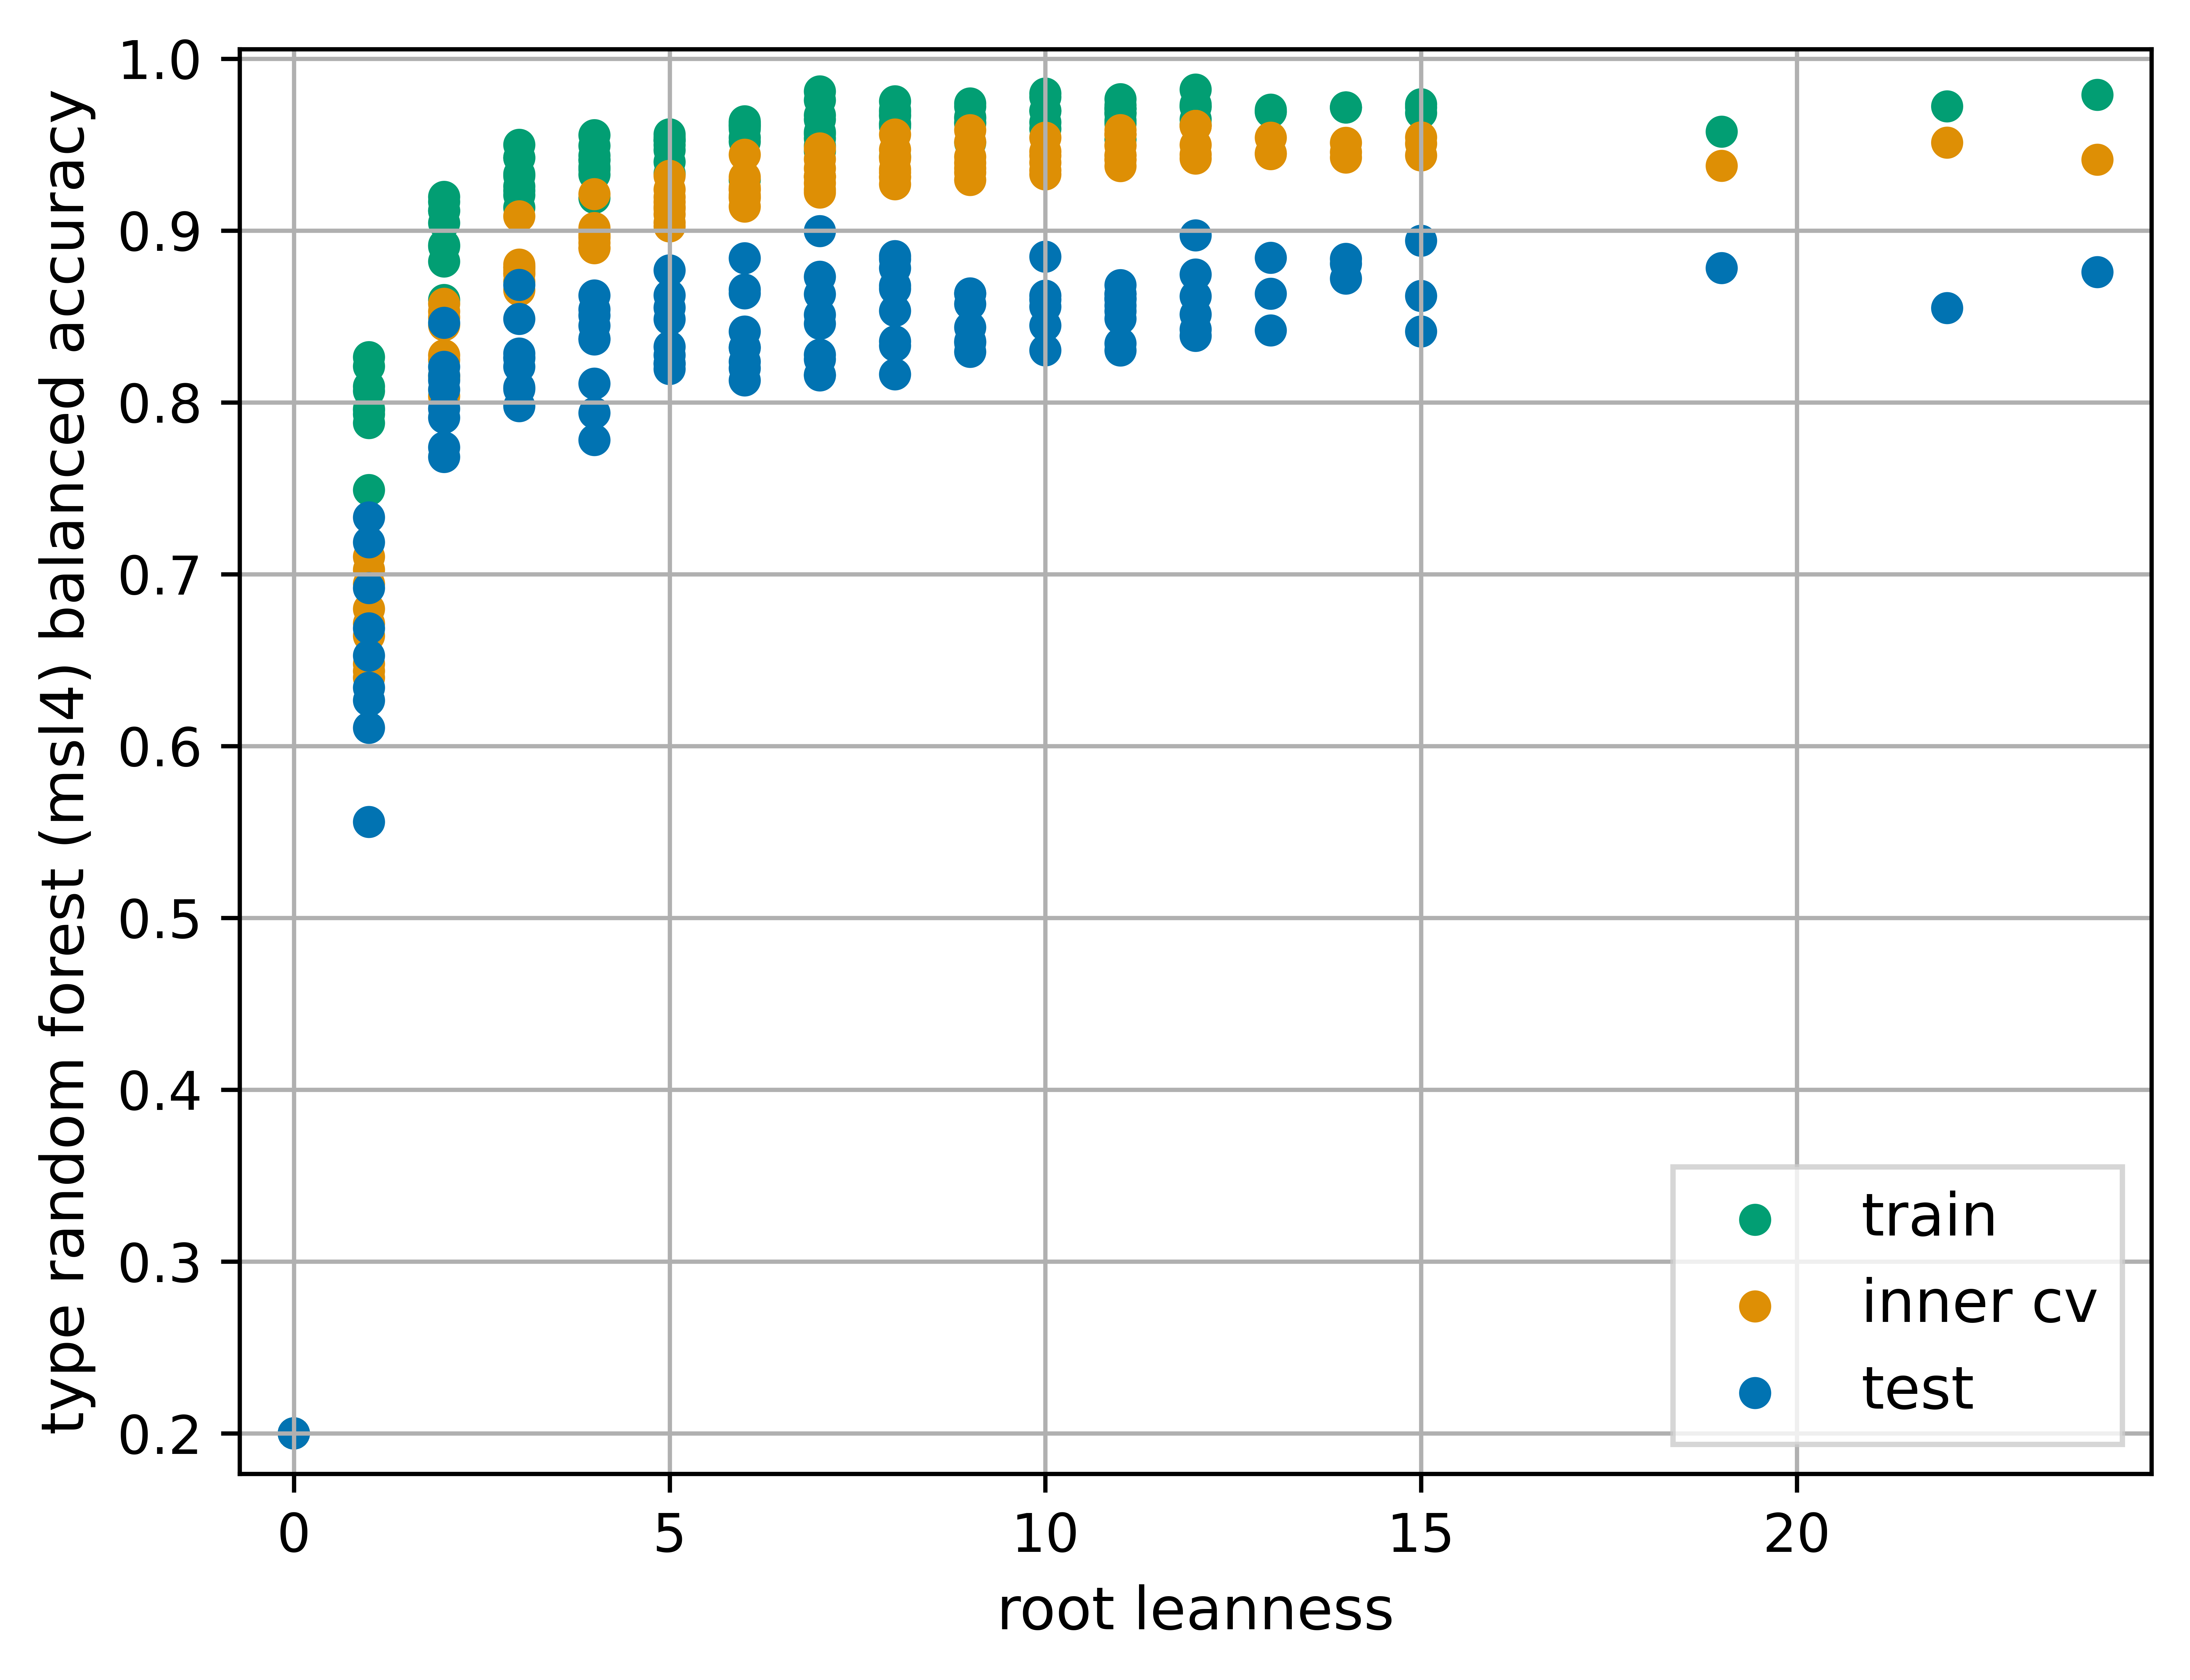 type random forest (msl4) balanced accuracy
1.0
0.9
0.8
0.7
0.6
0.5
0.4
0.3
0.2
train
inner cv
test
0 5 10 15 20
root leanness